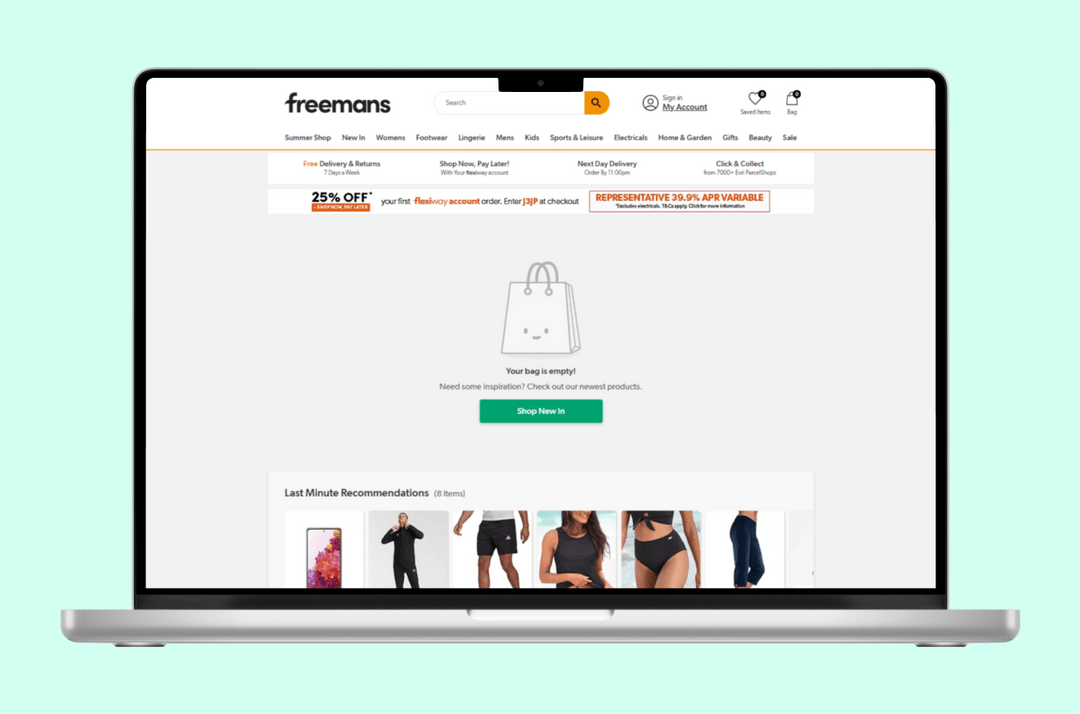 freemans
Search
Sign in
My Account
0
Saved Items
0
Bag
Summer Shop New In Womens Footwear Lingerie Mens Kids Sports & Leisure Electricals Home & Garden Gifts Beauty Sale
Free Delivery & Returns
7 Days a Week
Shop Now, Pay Later!
With Your flexiway account
Next Day Delivery
Order By 11:00pm
Click & Collect
from 7000+ Evri ParcelShops
25% OFF*
+ SHOP NOW, PAY LATER
your first flexiway account order. Enter J3JP at checkout
REPRESENTATIVE 39.9% APR VARIABLE
*Excludes electricals. T&Cs apply. Click for more information
Your bag is empty!
Need some inspiration? Check out our newest products.
Shop New In
Last Minute Recommendations (8 Items)